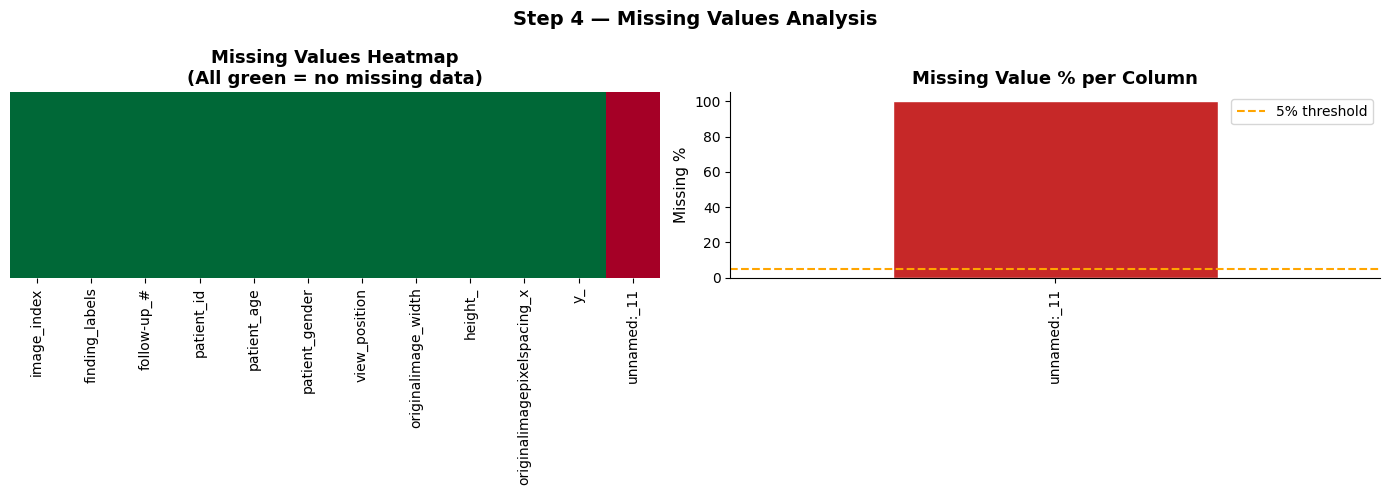 Step 4 — Missing Values Analysis
Missing Values Heatmap
(All green = no missing data)
image_index
finding_labels
follow-up_#
patient_id
patient_age
patient_gender
view_position
originalimage_width
height_
originalimagepixelspacing_x
y_
unnamed:_11
Missing Value % per Column
Missing %
100
80
60
40
20
0
5% threshold
unnamed:_11